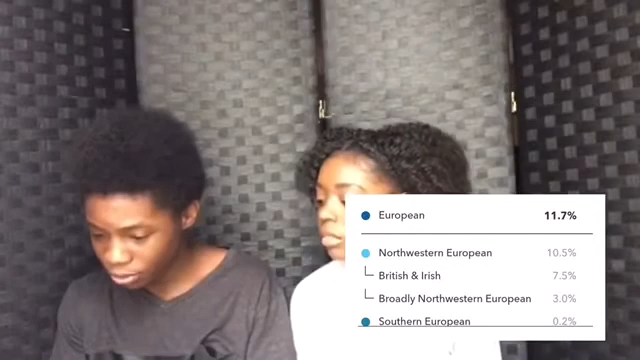 European 11.7%
Northwestern European 10.5%
British & Irish 7.5%
Broadly Northwestern European 3.0%
Southern European 0.2%